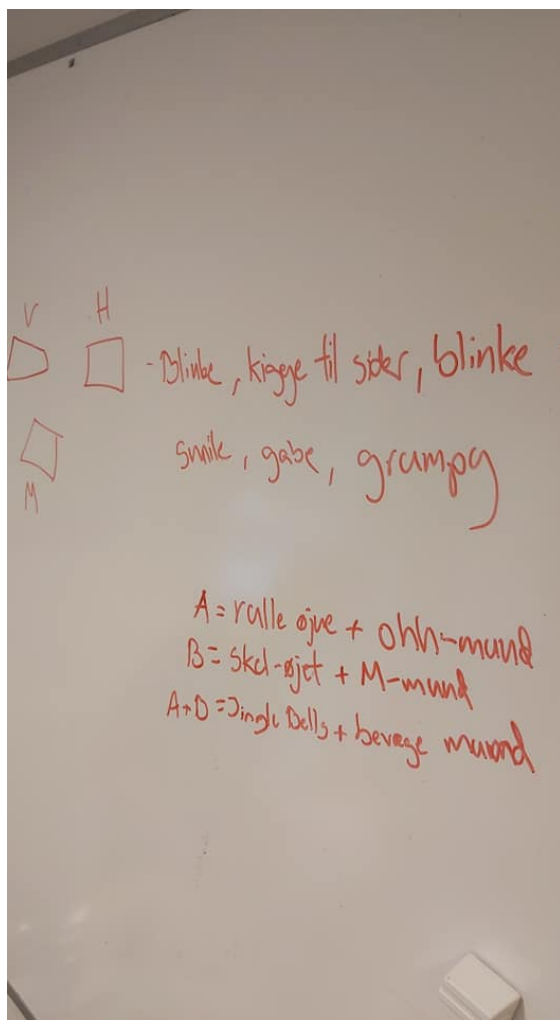 V H
- Blinke, kigge til sider, blinke
M
smile, gabe, grumpy
A = rulle øjne + ohh-mund
B = Skel-øjet + M-mund
A+B = Jingle Bells + bevæge mund